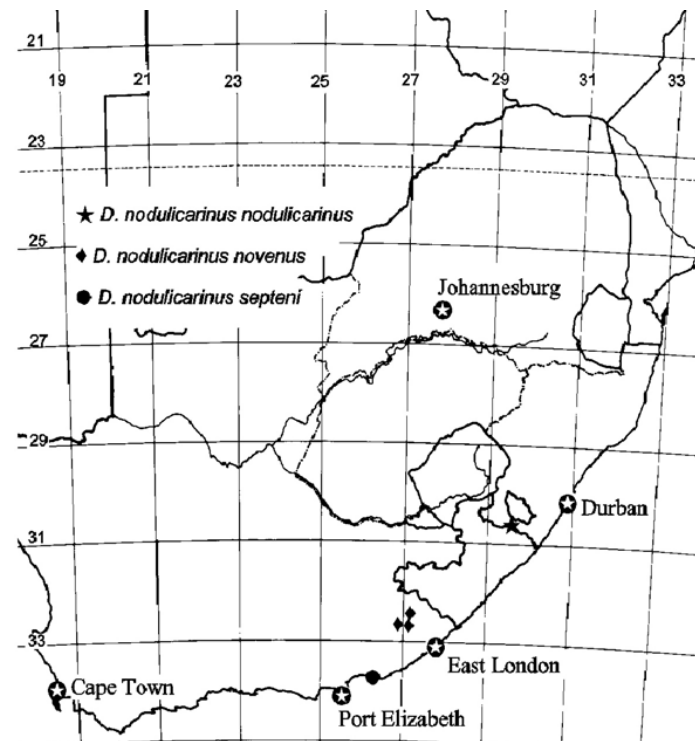 21
19 21 25 27 29 31 33
23
D. nodulicarinus nodulicarinus
25
D. nodulicarinus novenus
D. nodulicarinus septeni
Johannesburg
27
29
Durban
31
33
East London
Cape Town
Port Elizabeth